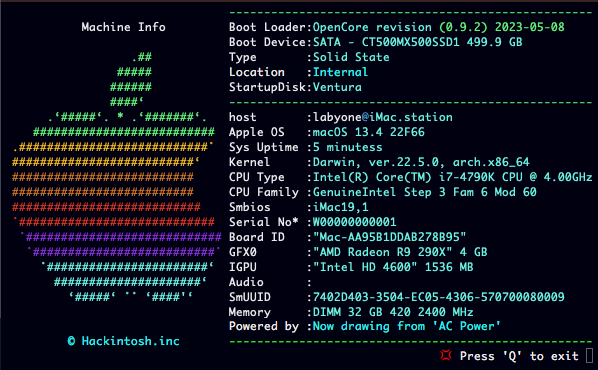 Machine Info
Boot Loader:OpenCore revision (0.9.2) 2023-05-08
Boot Device:SATA - CT500MX500SSD1 499.9 GB
Type :Solid State
Location :Internal
StartupDisk:Ventura
host :labyone@iMac.station
Apple OS :macOS 13.4 22F66
Sys Uptime :5 minutess
Kernel :Darwin, ver.22.5.0, arch.x86_64
CPU Type :Intel(R) Core(TM) i7-4790K CPU @ 4.00GHz
CPU Family :GenuineIntel Step 3 Fam 6 Mod 60
Smbios :iMac19,1
Serial No* :W00000000001
Board ID :"Mac-AA95B1DDAB278B95"
GFX0 :"AMD Radeon R9 290X" 4 GB
IGPU :"Intel HD 4600" 1536 MB
Audio :
SmUUID :7402D403-3504-EC05-4306-570700080009
Memory :DIMM 32 GB 420 2400 MHz
Powered by :Now drawing from 'AC Power'
© Hackintosh.inc
Press 'Q' to exit